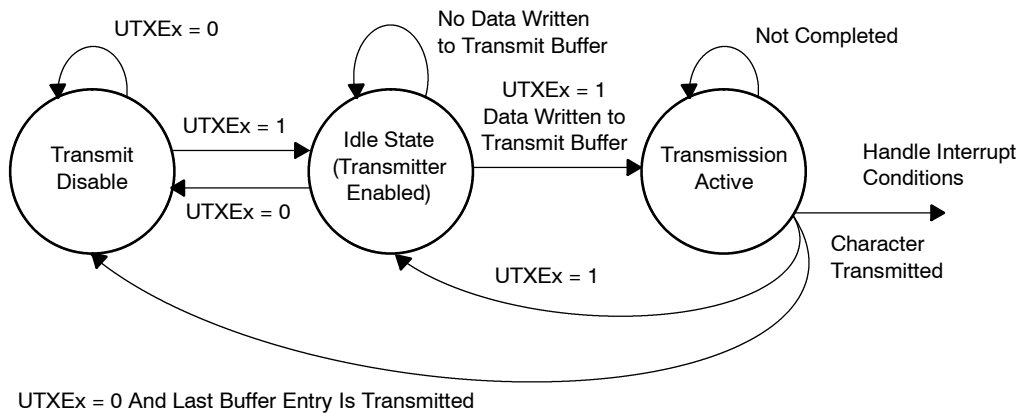 UTXEx = 0
No Data Written
to Transmit Buffer
Not Completed
UTXEx = 1
Data Written to
Transmit Buffer
UTXEx = 1
Transmit
Disable
Idle State
(Transmitter
Enabled)
Transmission
Active
Handle Interrupt
Conditions
UTXEx = 0
Character
Transmitted
UTXEx = 1
UTXEx = 0 And Last Buffer Entry Is Transmitted